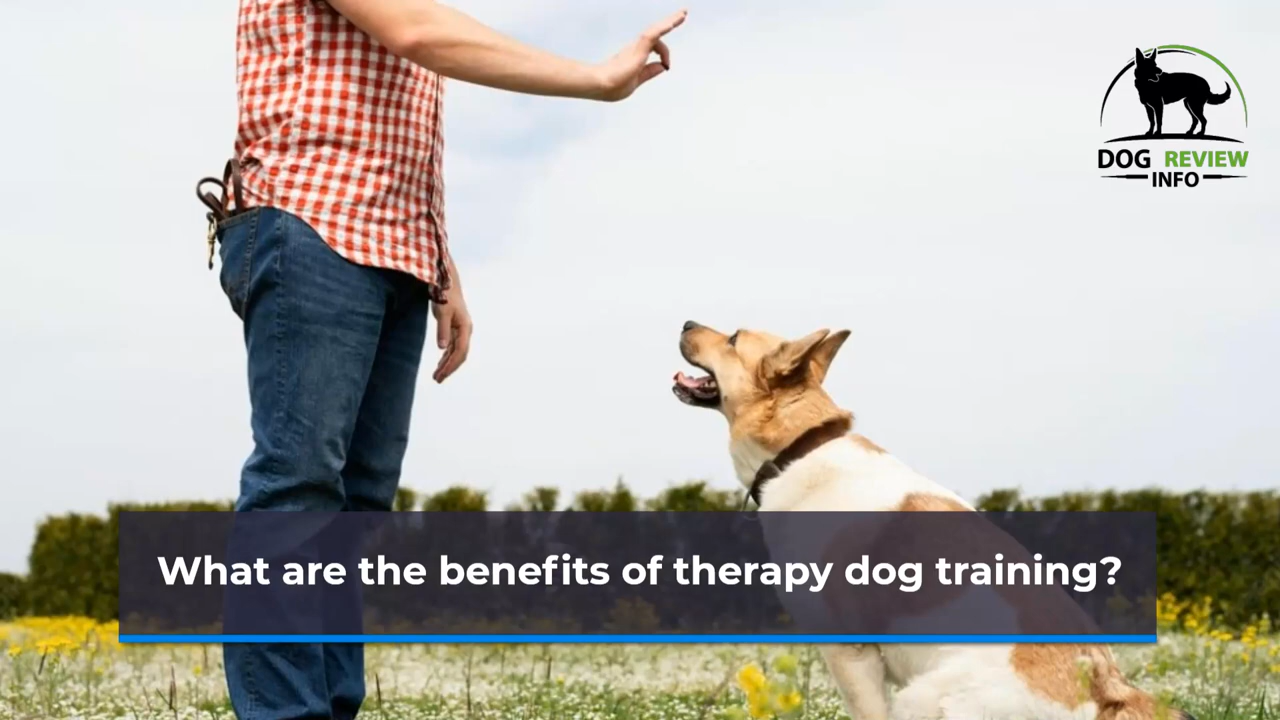 DOG REVIEW
INFO
What are the benefits of therapy dog training?